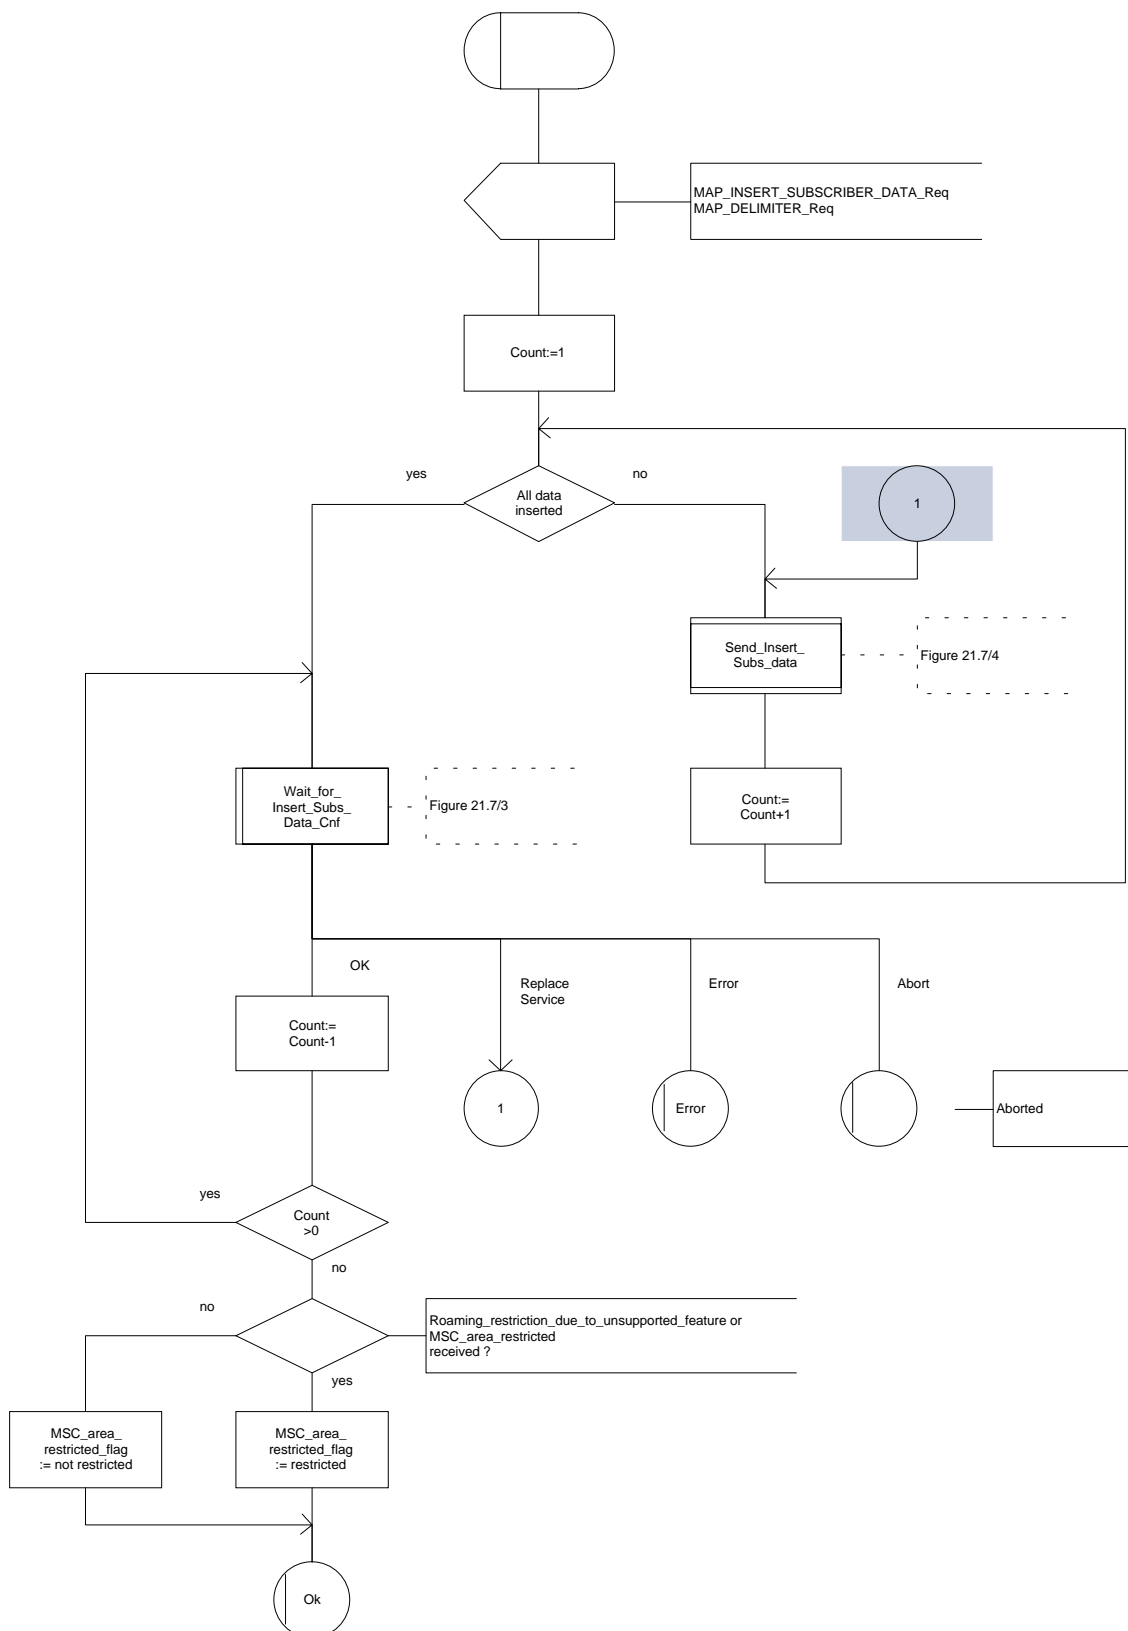 MAP_INSERT_SUBSCRIBER_DATA_Req
MAP_DELIMITER_Req
Count:=1
yes
no
All data
inserted
1
Send_Insert_
Subs_data
Figure 21.7/4
Wait_for_
Insert_Subs_
Data_Cnf
Figure 21.7/3
Count:=
Count+1
OK
Replace
Service
Error
Abort
Count:=
Count-1
1
Error
Aborted
yes
Count
>0
no
no
Roaming_restriction_due_to_unsupported_feature or
MSC_area_restricted
received ?
yes
MSC_area_
restricted_flag
:= not restricted
MSC_area_
restricted_flag
:= restricted
Ok